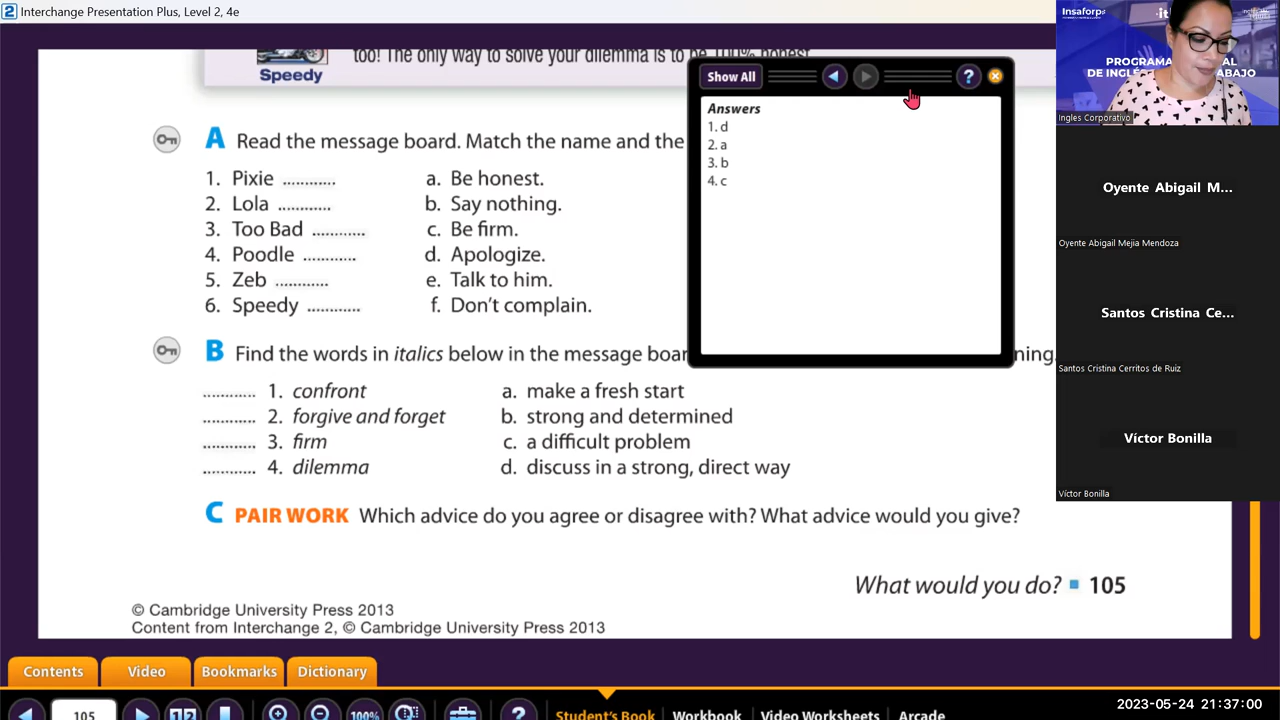 Interchange Presentation Plus, Level 2, 4e
too! The only way to solve your dilemma is to be 100% honest
Speedy
A Read the message board. Match the name and the
1. Pixie ............ a. Be honest.
2. Lola ............ b. Say nothing.
3. Too Bad ............ c. Be firm.
4. Poodle ............ d. Apologize.
5. Zeb ............ e. Talk to him.
6. Speedy ............ f. Don't complain.
Show All
?
Answers
1. d
2. a
3. b
4. c
B Find the words in italics below in the message boar
ning.
............ 1. confront a. make a fresh start
............ 2. forgive and forget b. strong and determined
............ 3. firm c. a difficult problem
............ 4. dilemma d. discuss in a strong, direct way
C PAIR WORK Which advice do you agree or disagree with? What advice would you give?
What would you do? ■ 105
© Cambridge University Press 2013
Content from Interchange 2, © Cambridge University Press 2013
Contents Video Bookmarks Dictionary
105 1 2 100% ?
Student's Book Workbook Video Worksheets Arcade
Insaforp
PROGRAMA
AL
DE INGLÉ
ABAJO
Ingles Corporativo
Oyente Abigail M...
Oyente Abigail Mejia Mendoza
Santos Cristina Ce...
Santos Cristina Cerritos de Ruiz
Víctor Bonilla
Víctor Bonilla
2023-05-24 21:37:00